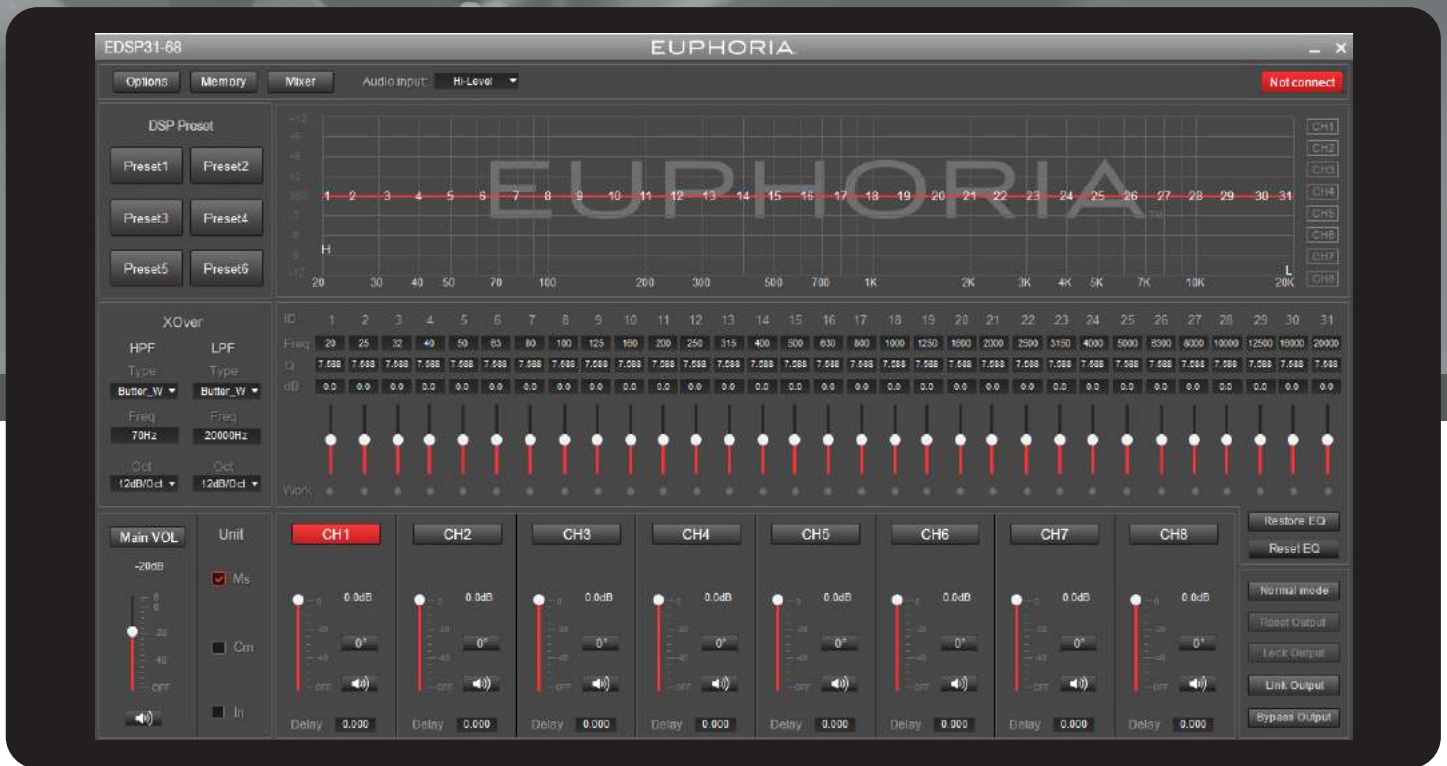 EDSP31-68 EUPHORIA
Options Memory Mixer Audio input: Hi-Level Not connect
DSP Preset
Preset1 Preset2
Preset3 Preset4
Preset5 Preset6
EUPHORIA
+12
0dB
-12
CH1
CH2
CH3
CH4
CH5
CH6
CH7
CH8
1 2 3 4 5 6 7 8 9 10 11 12 13 14 15 16 17 18 19 20 21 22 23 24 25 26 27 28 29 30 31
H L
20 30 40 50 70 100 200 300 500 700 1K 2K 3K 4K 5K 7K 10K 20K
XOver
HPF LPF
Type Type
Butter_W Butter_W
Freq Freq
70Hz 20000Hz
Oct Oct
12dB/Oct 12dB/Oct
ID 1 2 3 4 5 6 7 8 9 10 11 12 13 14 15 16 17 18 19 20 21 22 23 24 25 26 27 28 29 30 31
Freq 20 25 32 40 50 63 80 100 125 160 200 250 315 400 500 630 800 1000 1250 1600 2000 2500 3150 4000 5000 6300 8000 10000 12500 16000 20000
Q 7.588 7.588 7.588 7.588 7.588 7.588 7.588 7.588 7.588 7.588 7.588 7.588 7.588 7.588 7.588 7.588 7.588 7.588 7.588 7.588 7.588 7.588 7.588 7.588 7.588 7.588 7.588 7.588 7.588 7.588 7.588
dB 0.0 0.0 0.0 0.0 0.0 0.0 0.0 0.0 0.0 0.0 0.0 0.0 0.0 0.0 0.0 0.0 0.0 0.0 0.0 0.0 0.0 0.0 0.0 0.0 0.0 0.0 0.0 0.0 0.0 0.0 0.0
Work
Main VOL Unit
-20dB
Ms
Cm
In
-20
-40
OFF
CH1 CH2 CH3 CH4 CH5 CH6 CH7 CH8
0.0dB 0.0dB 0.0dB 0.0dB 0.0dB 0.0dB 0.0dB 0.0dB
0° 0° 0° 0° 0° 0° 0° 0°
OFF OFF OFF OFF OFF OFF OFF OFF
Delay 0.000 Delay 0.000 Delay 0.000 Delay 0.000 Delay 0.000 Delay 0.000 Delay 0.000 Delay 0.000
Restore EQ
Reset EQ
Normal mode
Reset Output
Lock Output
Link Output
Bypass Output